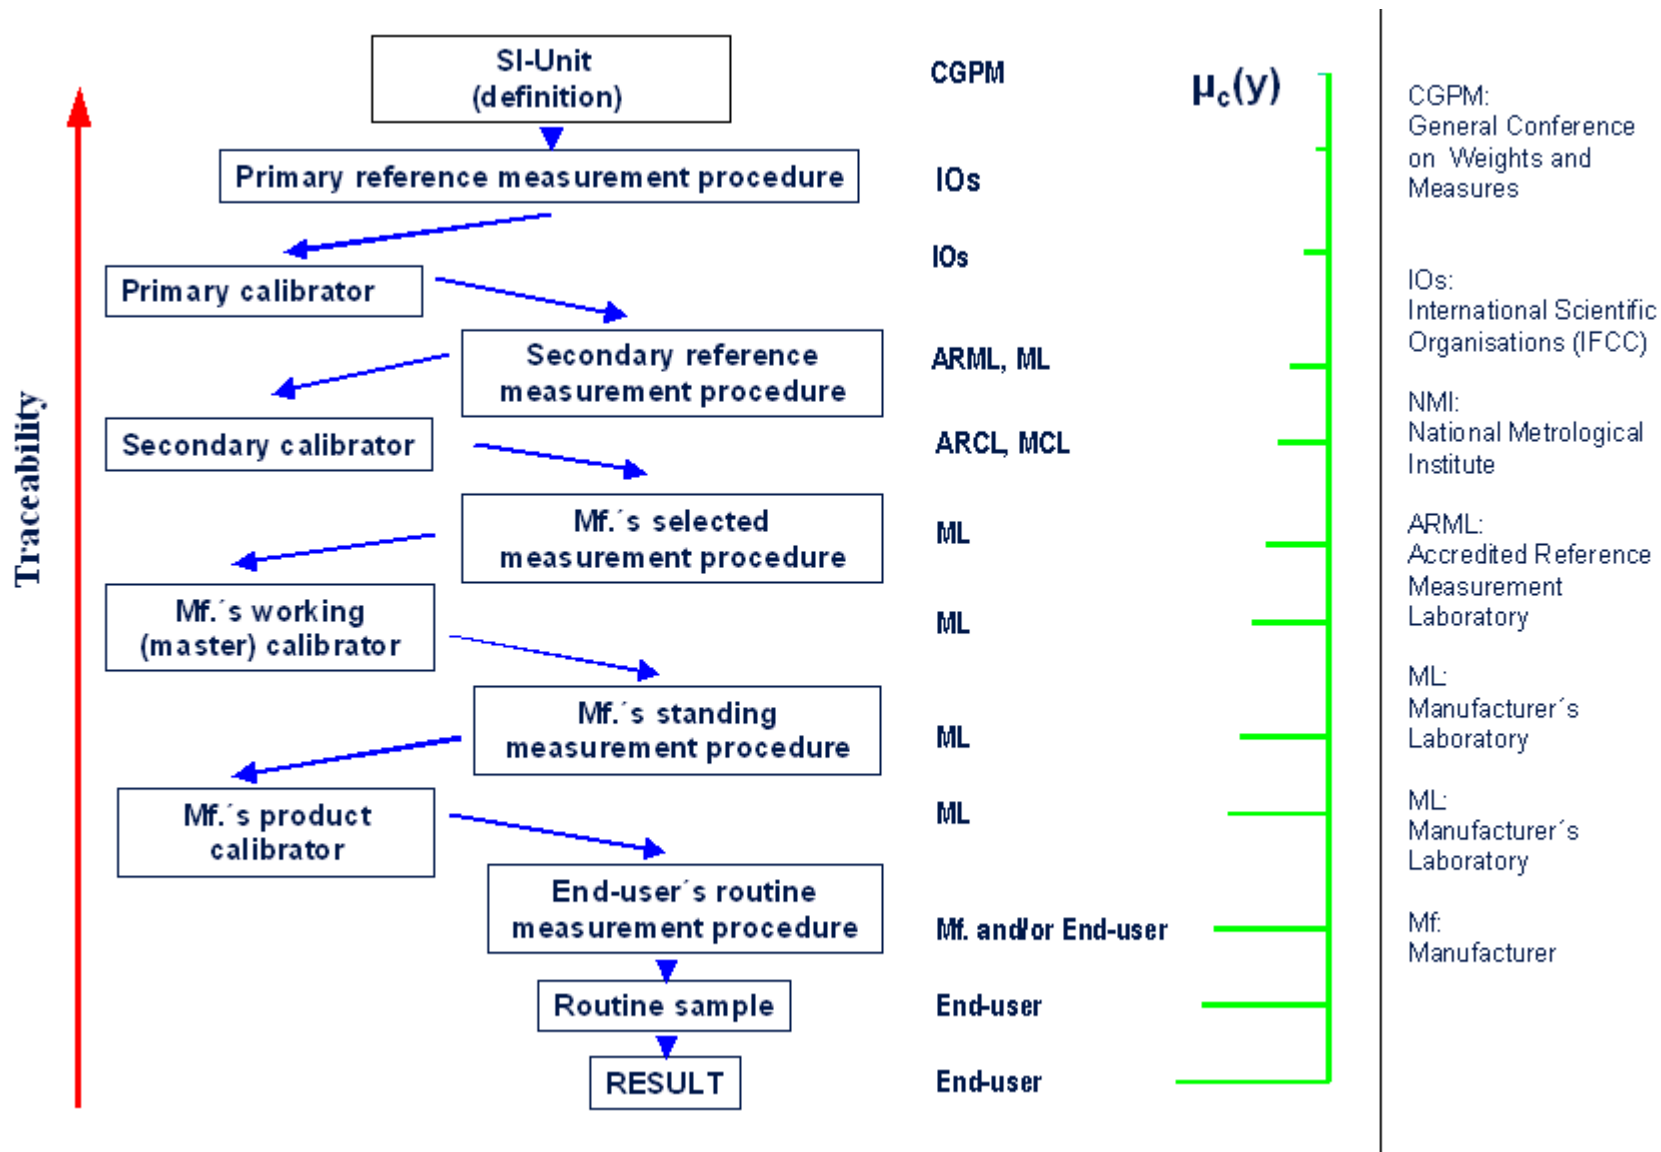 SI-Unit
(definition)
CGPM
μc(y)
Primary reference measurement procedure
IOs
Primary calibrator
IOs
Secondary reference
measurement procedure
ARML, ML
Secondary calibrator
ARCL, MCL
Mf.´s selected
measurement procedure
ML
Mf.´s working
(master) calibrator
ML
Mf.´s standing
measurement procedure
ML
Mf.´s product
calibrator
ML
End-user´s routine
measurement procedure
Mf. and/or End-user
Routine sample
End-user
RESULT
End-user
Traceability
CGPM:
General Conference
on Weights and
Measures
IOs:
International Scientific
Organisations (IFCC)
NMI:
National Metrological
Institute
ARML:
Accredited Reference
Measurement
Laboratory
ML:
Manufacturer´s
Laboratory
ML:
Manufacturer´s
Laboratory
Mf:
Manufacturer